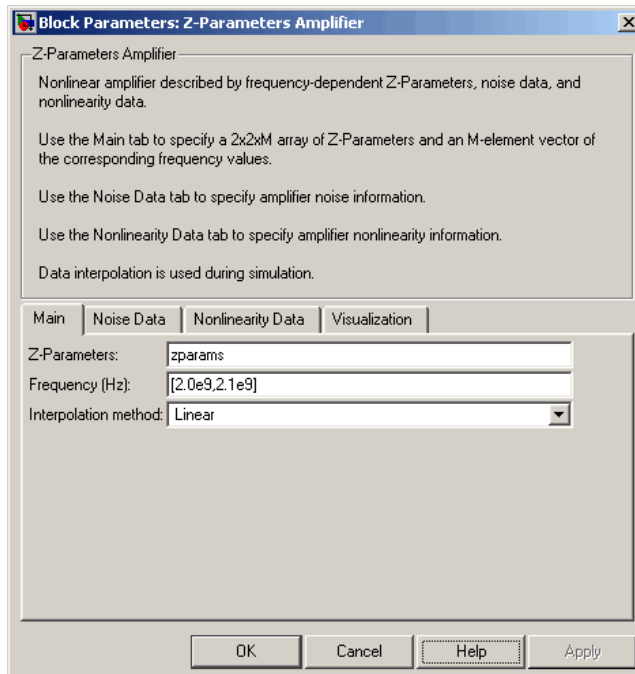 Block Parameters: Z-Parameters Amplifier
Z-Parameters Amplifier
Nonlinear amplifier described by frequency-dependent Z-Parameters, noise data, and
nonlinearity data.
Use the Main tab to specify a 2x2xM array of Z-Parameters and an M-element vector of
the corresponding frequency values.
Use the Noise Data tab to specify amplifier noise information.
Use the Nonlinearity Data tab to specify amplifier nonlinearity information.
Data interpolation is used during simulation.
Main Noise Data Nonlinearity Data Visualization
Z-Parameters: zparams
Frequency (Hz): [2.0e9,2.1e9]
Interpolation method: Linear
OK Cancel Help Apply